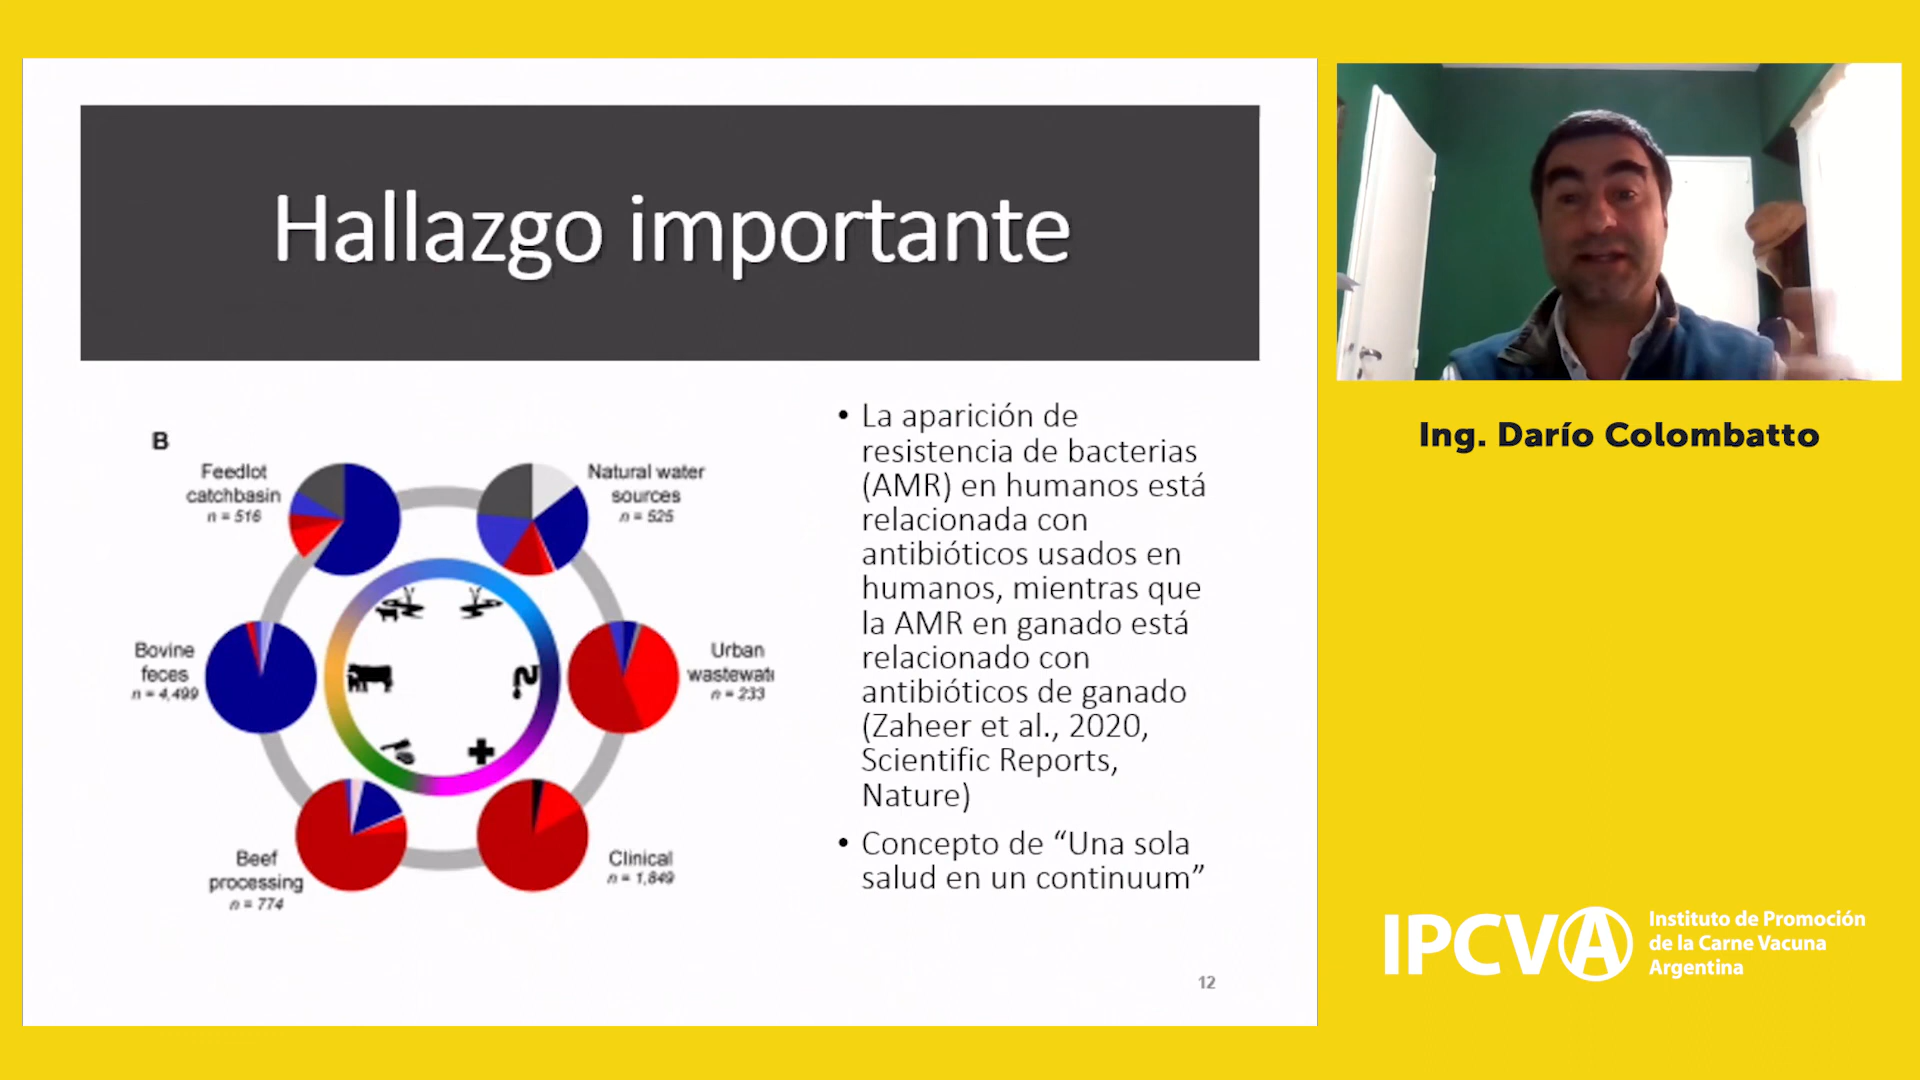 Hallazgo importante
B
Feedlot
catchbasin
n = 516
Natural water
sources
n = 525
Bovine
feces
n = 4,499
Urban
wastewat
n = 233
Beef
processing
n = 774
Clinical
n = 1,849
• La aparición de
resistencia de bacterias
(AMR) en humanos está
relacionada con
antibióticos usados en
humanos, mientras que
la AMR en ganado está
relacionado con
antibióticos de ganado
(Zaheer et al., 2020,
Scientific Reports,
Nature)
• Concepto de “Una sola
salud en un continuum”
12
Ing. Darío Colombatto
IPCVA
Instituto de Promoción
de la Carne Vacuna
Argentina